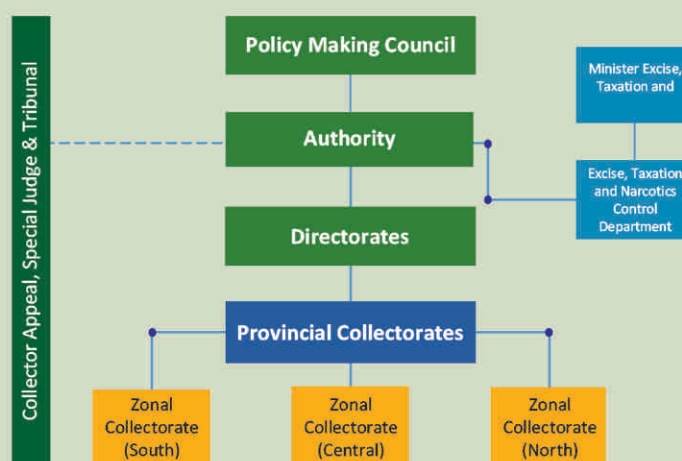 Collector Appeal, Special Judge & Tribunal
Policy Making Council
Minister Excise,
Taxation and
Authority
Excise, Taxation
and Narcotics
Control
Department
Directorates
Provincial Collectorates
Zonal
Collectorate
(South)
Zonal
Collectorate
(Central)
Zonal
Collectorate
(North)